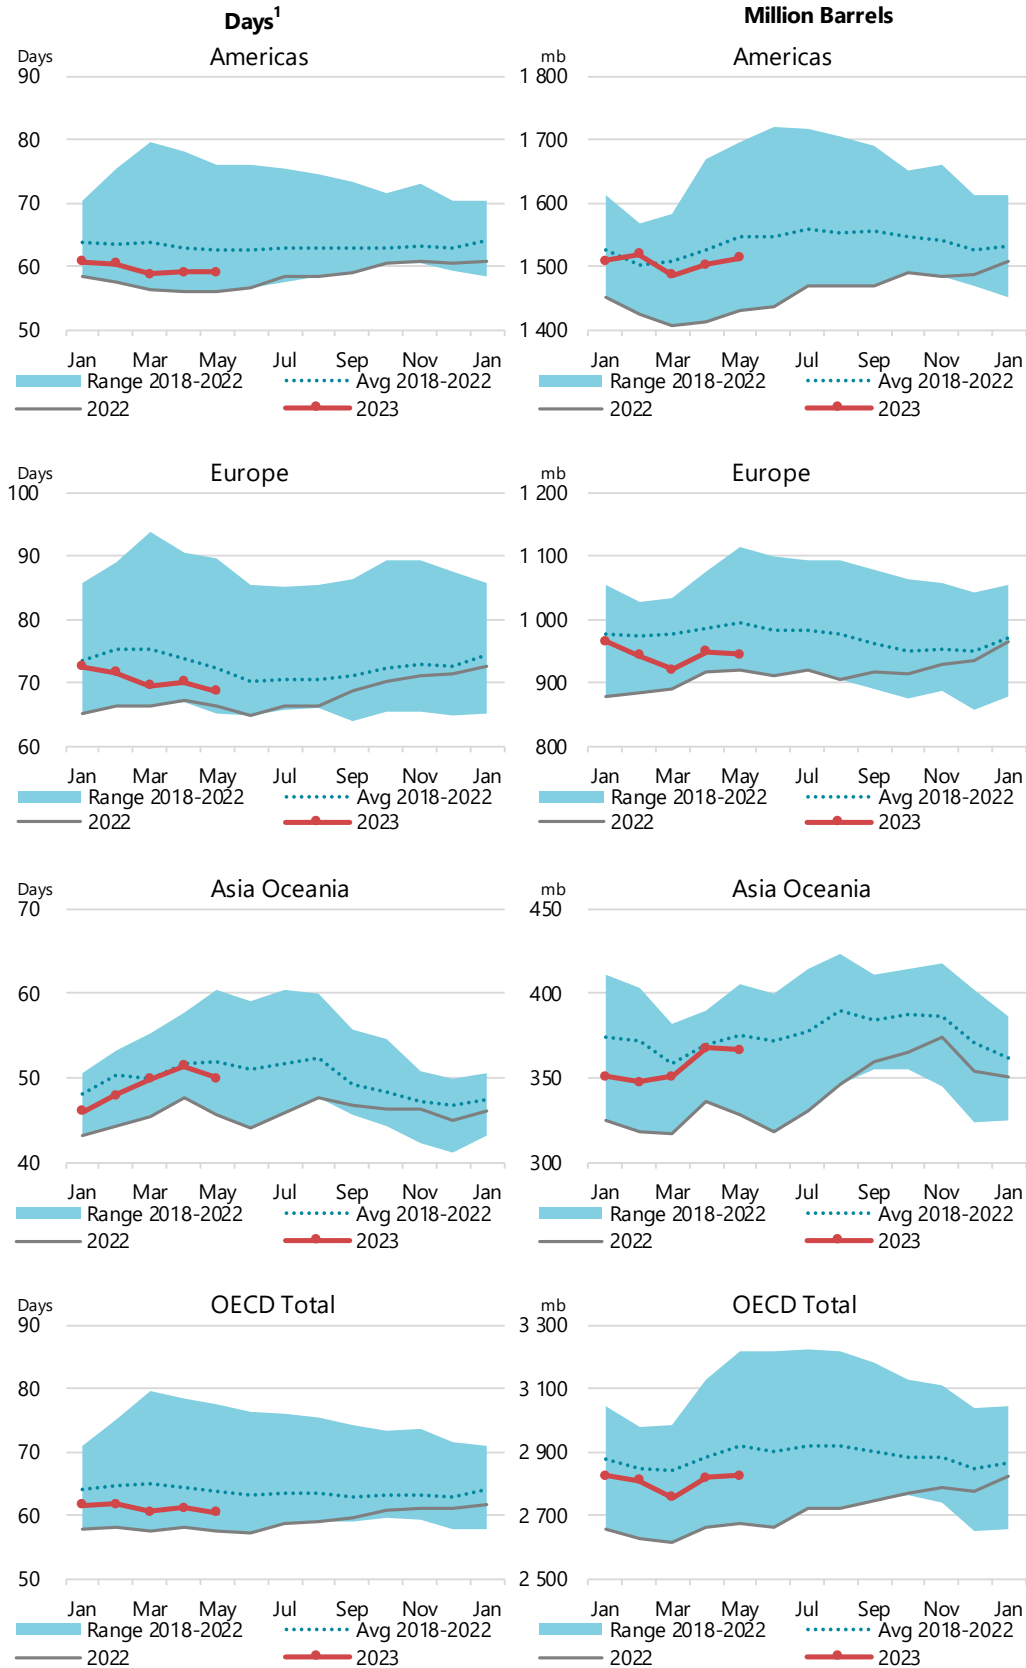 Days¹
Million Barrels
Days
Americas
90
80
70
60
50
Jan Mar May Jul Sep Nov Jan
Range 2018-2022 Avg 2018-2022
2022 2023
mb
Americas
1 800
1 700
1 600
1 500
1 400
Jan Mar May Jul Sep Nov Jan
Range 2018-2022 Avg 2018-2022
2022 2023
Days
Europe
100
90
80
70
60
Jan Mar May Jul Sep Nov Jan
Range 2018-2022 Avg 2018-2022
2022 2023
mb
Europe
1 200
1 100
1 000
900
800
Jan Mar May Jul Sep Nov Jan
Range 2018-2022 Avg 2018-2022
2022 2023
Days
Asia Oceania
70
60
50
40
Jan Mar May Jul Sep Nov Jan
Range 2018-2022 Avg 2018-2022
2022 2023
mb
Asia Oceania
450
400
350
300
Jan Mar May Jul Sep Nov Jan
Range 2018-2022 Avg 2018-2022
2022 2023
Days
OECD Total
90
80
70
60
50
Jan Mar May Jul Sep Nov Jan
Range 2018-2022 Avg 2018-2022
2022 2023
mb
OECD Total
3 300
3 100
2 900
2 700
2 500
Jan Mar May Jul Sep Nov Jan
Range 2018-2022 Avg 2018-2022
2022 2023